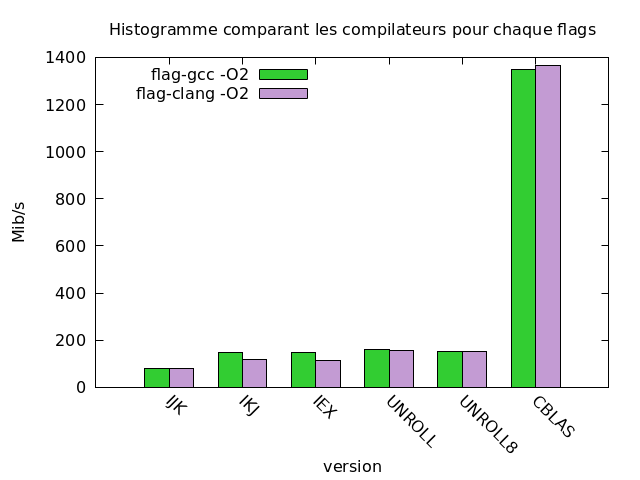 Histogramme comparant les compilateurs pour chaque flags
1400
1200
1000
800
600
400
200
0
Mib/s
flag-gcc -O2
flag-clang -O2
IJK
IKJ
IEX
UNROLL
UNROLL8
CBLAS
version